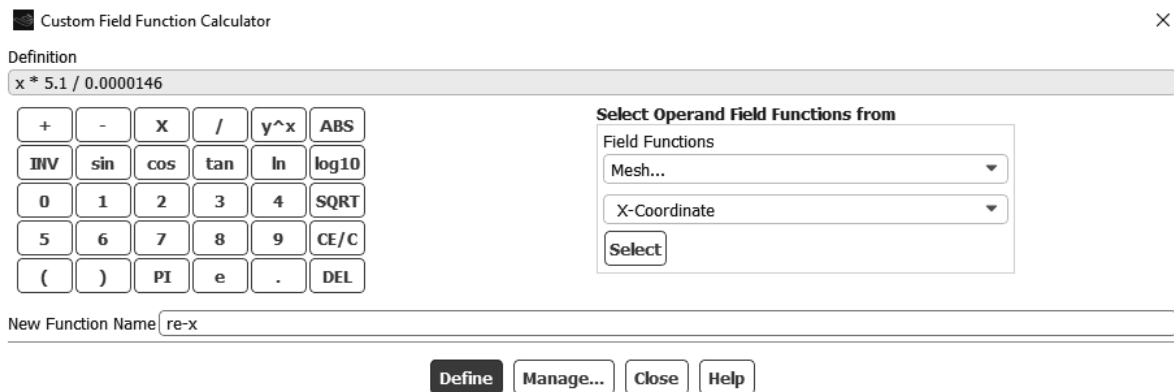 Custom Field Function Calculator
Definition
x * 5.1 / 0.0000146
+ - X / y^x ABS
INV sin cos tan ln log10
0 1 2 3 4 SQRT
5 6 7 8 9 CE/C
( ) PI e . DEL
Select Operand Field Functions from
Field Functions
Mesh...
X-Coordinate
Select
New Function Name re-x
Define Manage... Close Help